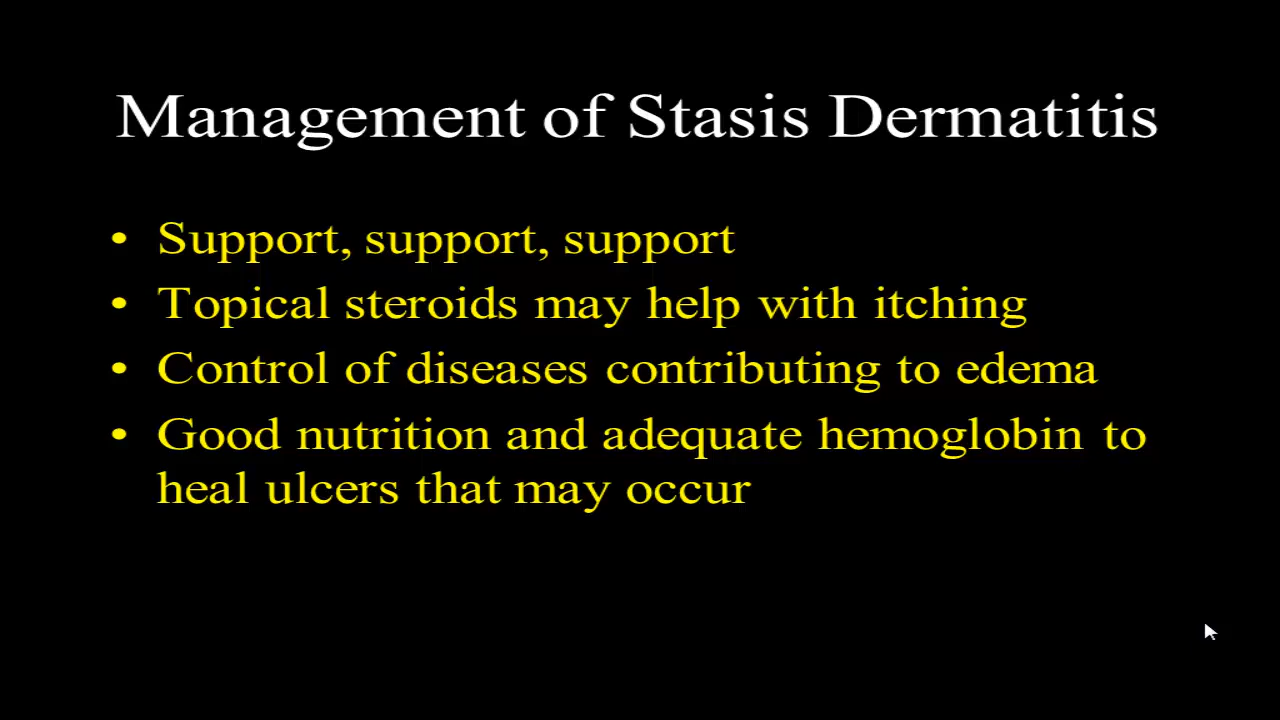 Management of Stasis Dermatitis
• Support, support, support
• Topical steroids may help with itching
• Control of diseases contributing to edema
• Good nutrition and adequate hemoglobin to
heal ulcers that may occur